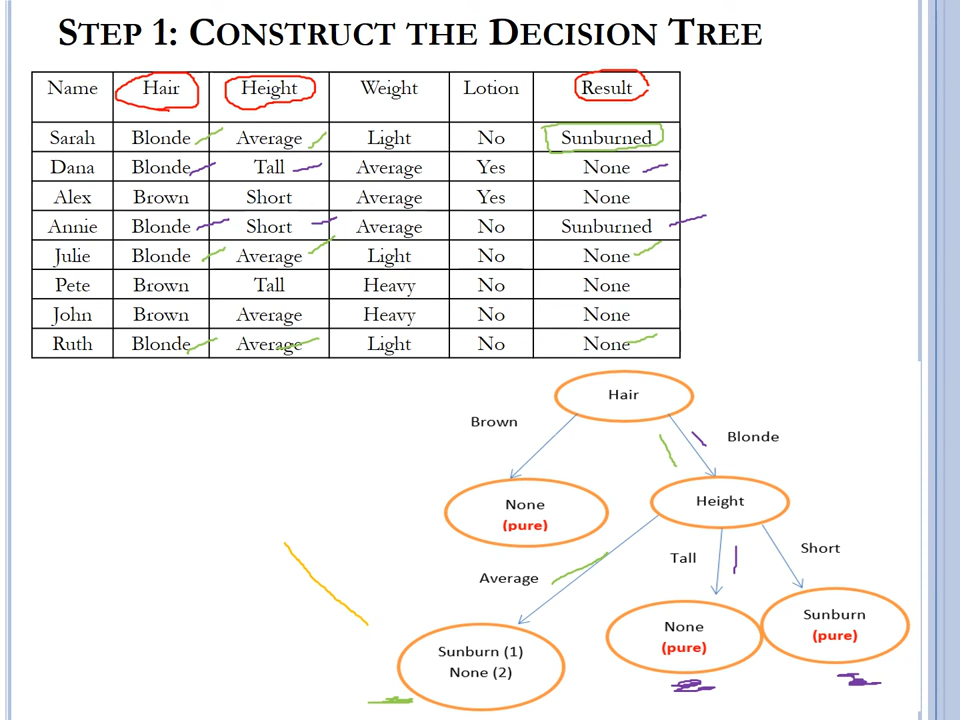 STEP 1: CONSTRUCT THE DECISION TREE
Name Hair Height Weight Lotion Result
Sarah Blonde Average Light No Sunburned
Dana Blonde Tall Average Yes None
Alex Brown Short Average Yes None
Annie Blonde Short Average No Sunburned
Julie Blonde Average Light No None
Pete Brown Tall Heavy No None
John Brown Average Heavy No None
Ruth Blonde Average Light No None
Hair
Brown
Blonde
None
(pure)
Height
Average
Tall
Short
Sunburn (1)
None (2)
None
(pure)
Sunburn
(pure)